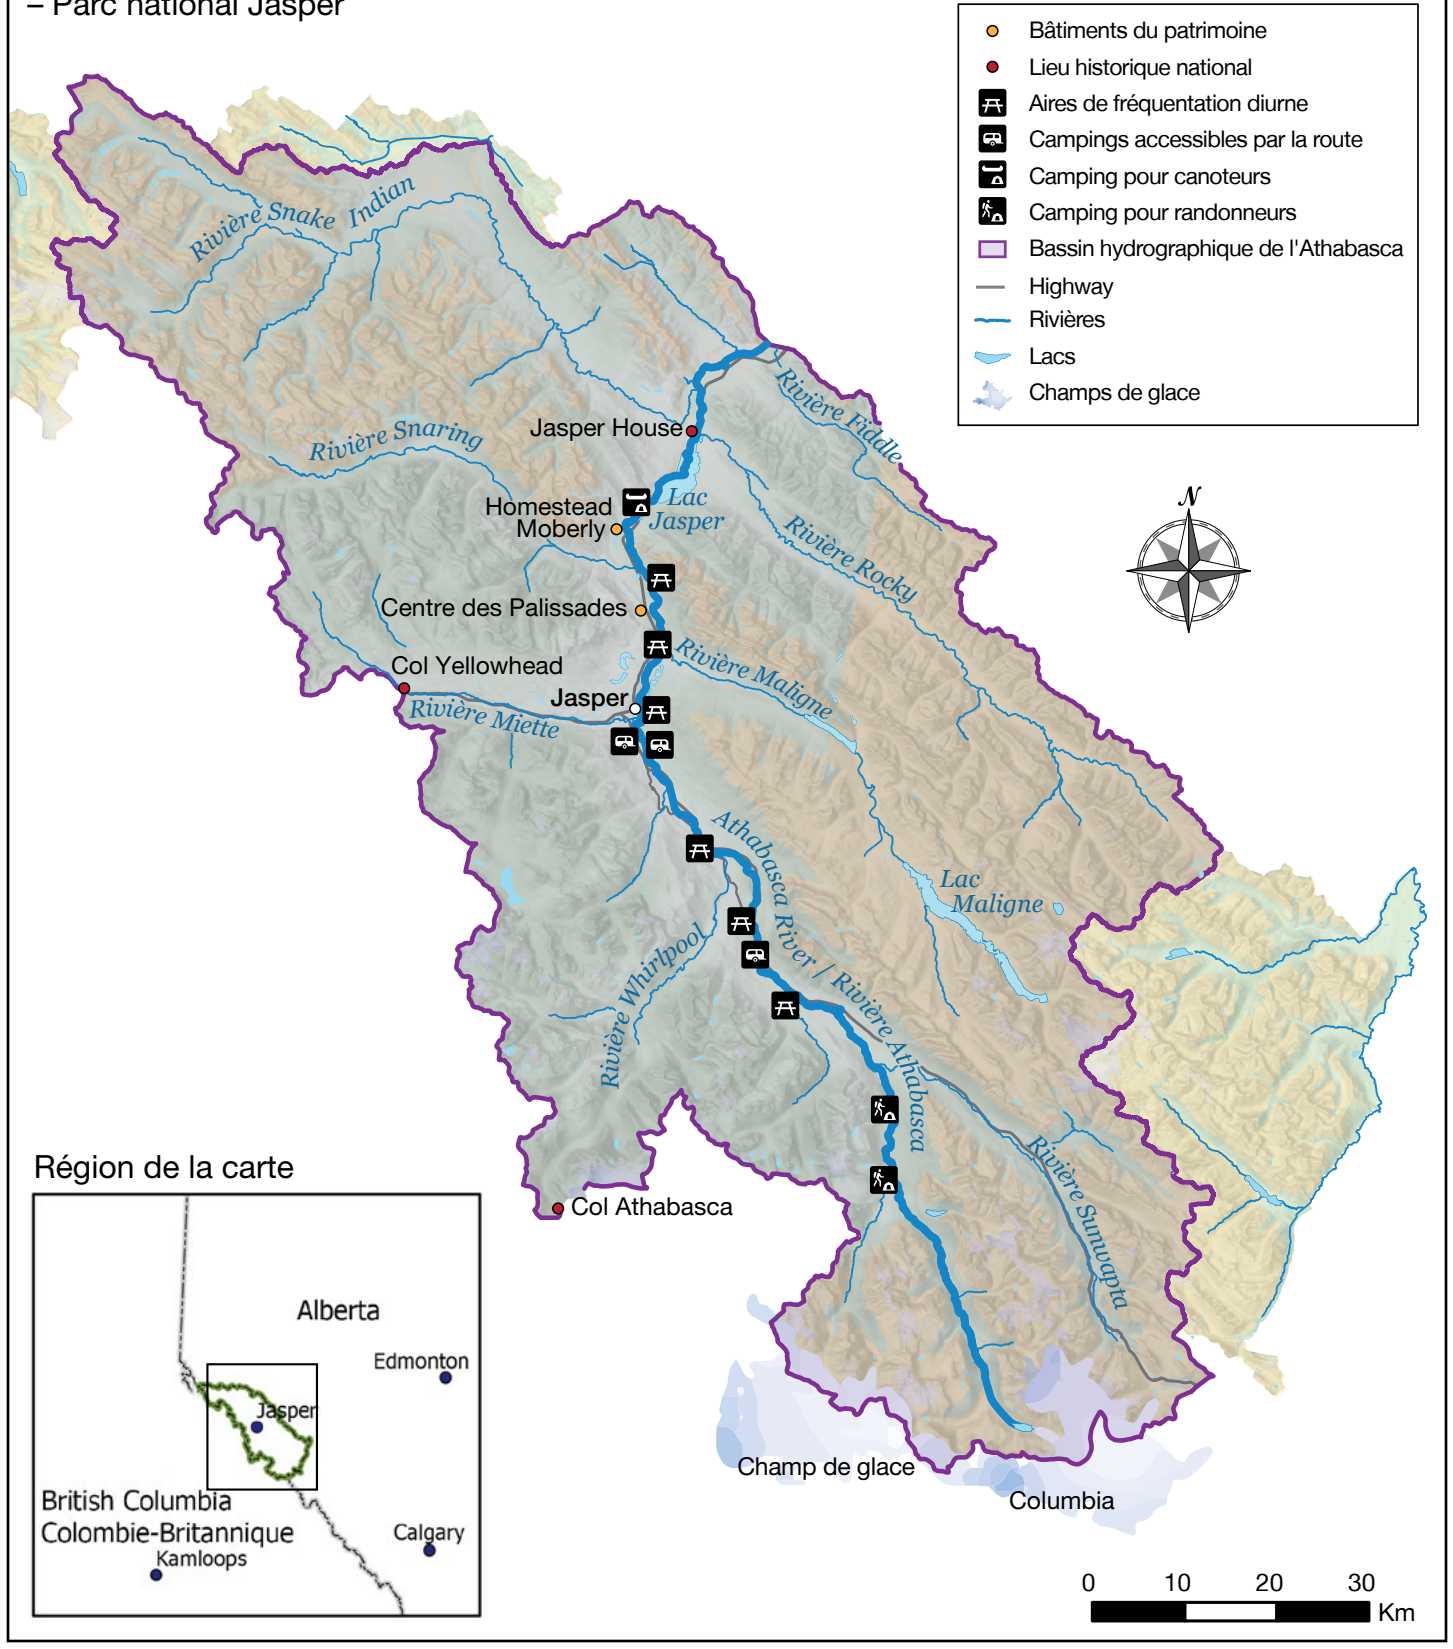 – Parc national Jasper
Bâtiments du patrimoine
Lieu historique national
Aires de fréquentation diurne
Campings accessibles par la route
Camping pour canoteurs
Camping pour randonneurs
Bassin hydrographique de l'Athabasca
Highway
Rivières
Lacs
Champs de glace
Rivière Snake Indian
Rivière Fiddle
Jasper House
Rivière Snaring
Lac
Jasper
Homestead
Moberly
N
Rivière Rocky
Centre des Palissades
Rivière Maligne
Col Yellowhead
Jasper
Rivière Miette
Athabasca River / Rivière Athabasca
Lac
Maligne
Rivière Whirlpool
Rivière Sunwapta
Col Athabasca
Champ de glace
Columbia
Région de la carte
Alberta
Edmonton
Jasper
British Columbia
Colombie-Britannique
Calgary
Kamloops
0 10 20 30
Km